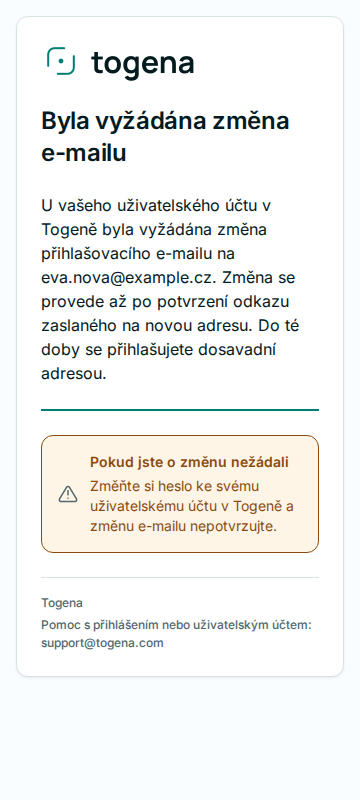 togena
Byla vyžádána změna
e-mailu
U vašeho uživatelského účtu v
Togeně byla vyžádána změna
přihlašovacího e-mailu na
eva.nova@example.cz. Změna se
provede až po potvrzení odkazu
zaslaného na novou adresu. Do té
doby se přihlašujete dosavadní
adresou.
Pokud jste o změnu nežádali
Změňte si heslo ke svému
uživatelskému účtu v Togeně a
změnu e-mailu nepotvrzujte.
Togena
Pomoc s přihlášením nebo uživatelským účtem:
support@togena.com